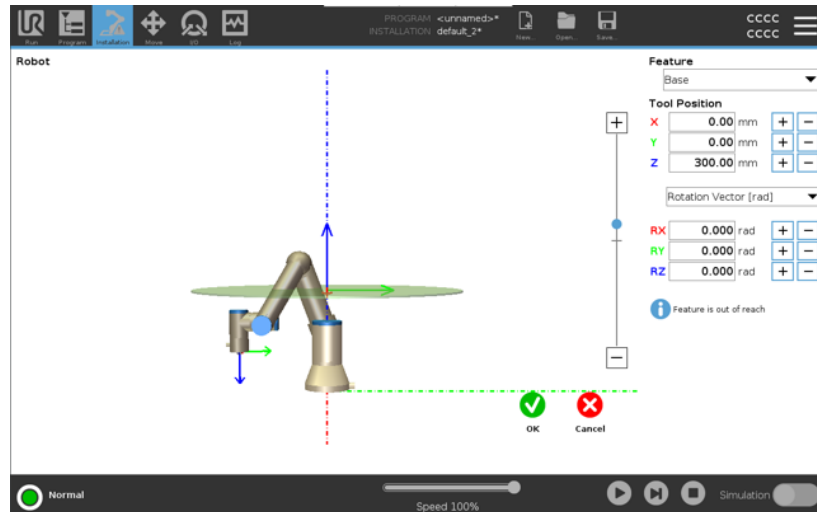 PROGRAM <unnamed>*
INSTALLATION default_2*
CCCC
CCCC
Run Program Installation Move I/O Log New... Open... Save...
Robot
Feature
Base
Tool Position
X 0.00 mm + −
Y 0.00 mm + −
Z 300.00 mm + −
Rotation Vector [rad]
RX 0.000 rad + −
RY 0.000 rad + −
RZ 0.000 rad + −
Feature is out of reach
OK Cancel
Normal
Speed 100%
Simulation